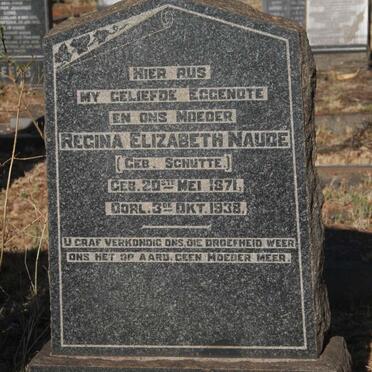 HIER RUS
MY GELIEFDE EGGENOTE
EN ONS MOEDER
REGINA ELIZABETH NAUDE
(GEB. SCHUTTE)
GEB. 20STE MEI 1871.
OORL. 3DE OKT. 1938.
U GRAF VERKONDIG ONS, DIE DROEFHEID WEER
ONS HET OP AARD, GEEN MOEDER MEER.